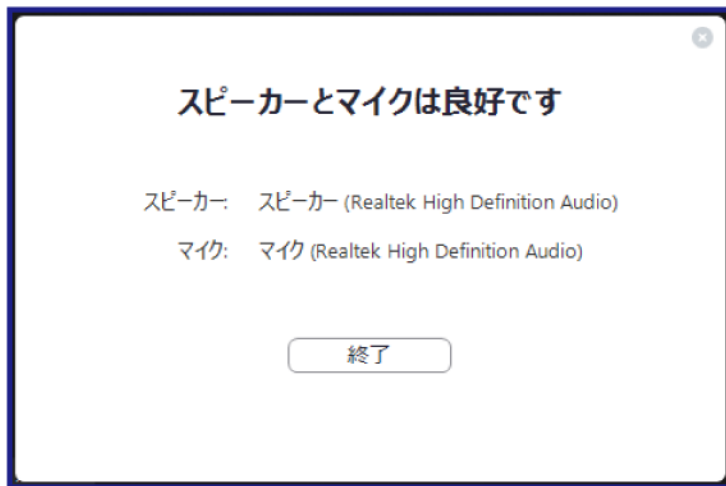 スピーカーとマイクは良好です
スピーカー: スピーカー (Realtek High Definition Audio)
マイク: マイク (Realtek High Definition Audio)
終了